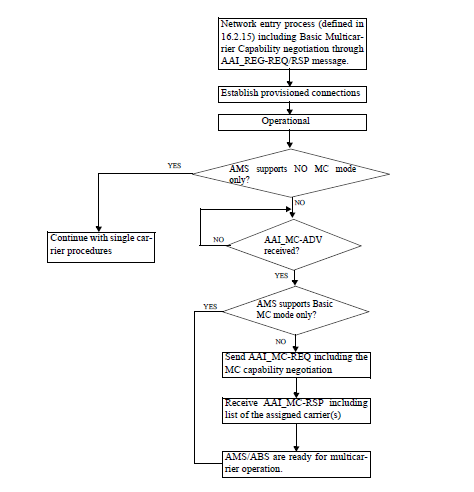 Network entry process (defined in
16.2.15) including Basic Multicar-
rier Capability negotiation through
AAI_REG-REQ/RSP message.
Establish provisioned connections
Operational
YES
AMS supports NO MC mode
only?
NO
Continue with single car-
rier procedures
NO
AAI_MC-ADV
received?
YES
YES
AMS supports Basic
MC mode only?
NO
Send AAI_MC-REQ including the
MC capability negotiation
Receive AAI_MC-RSP including
list of the assigned carrier(s)
AMS/ABS are ready for multicar-
rier operation.